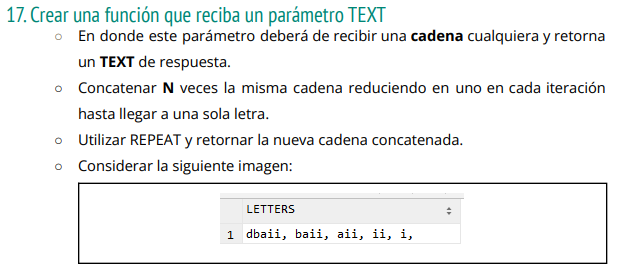 17. Crear una función que reciba un parámetro TEXT
○ En donde este parámetro deberá de recibir una cadena cualquiera y retorna
un TEXT de respuesta.
○ Concatenar N veces la misma cadena reduciendo en uno en cada iteración
hasta llegar a una sola letra.
○ Utilizar REPEAT y retornar la nueva cadena concatenada.
○ Considerar la siguiente imagen:
LETTERS
1 dbaii, baii, aii, ii, i,